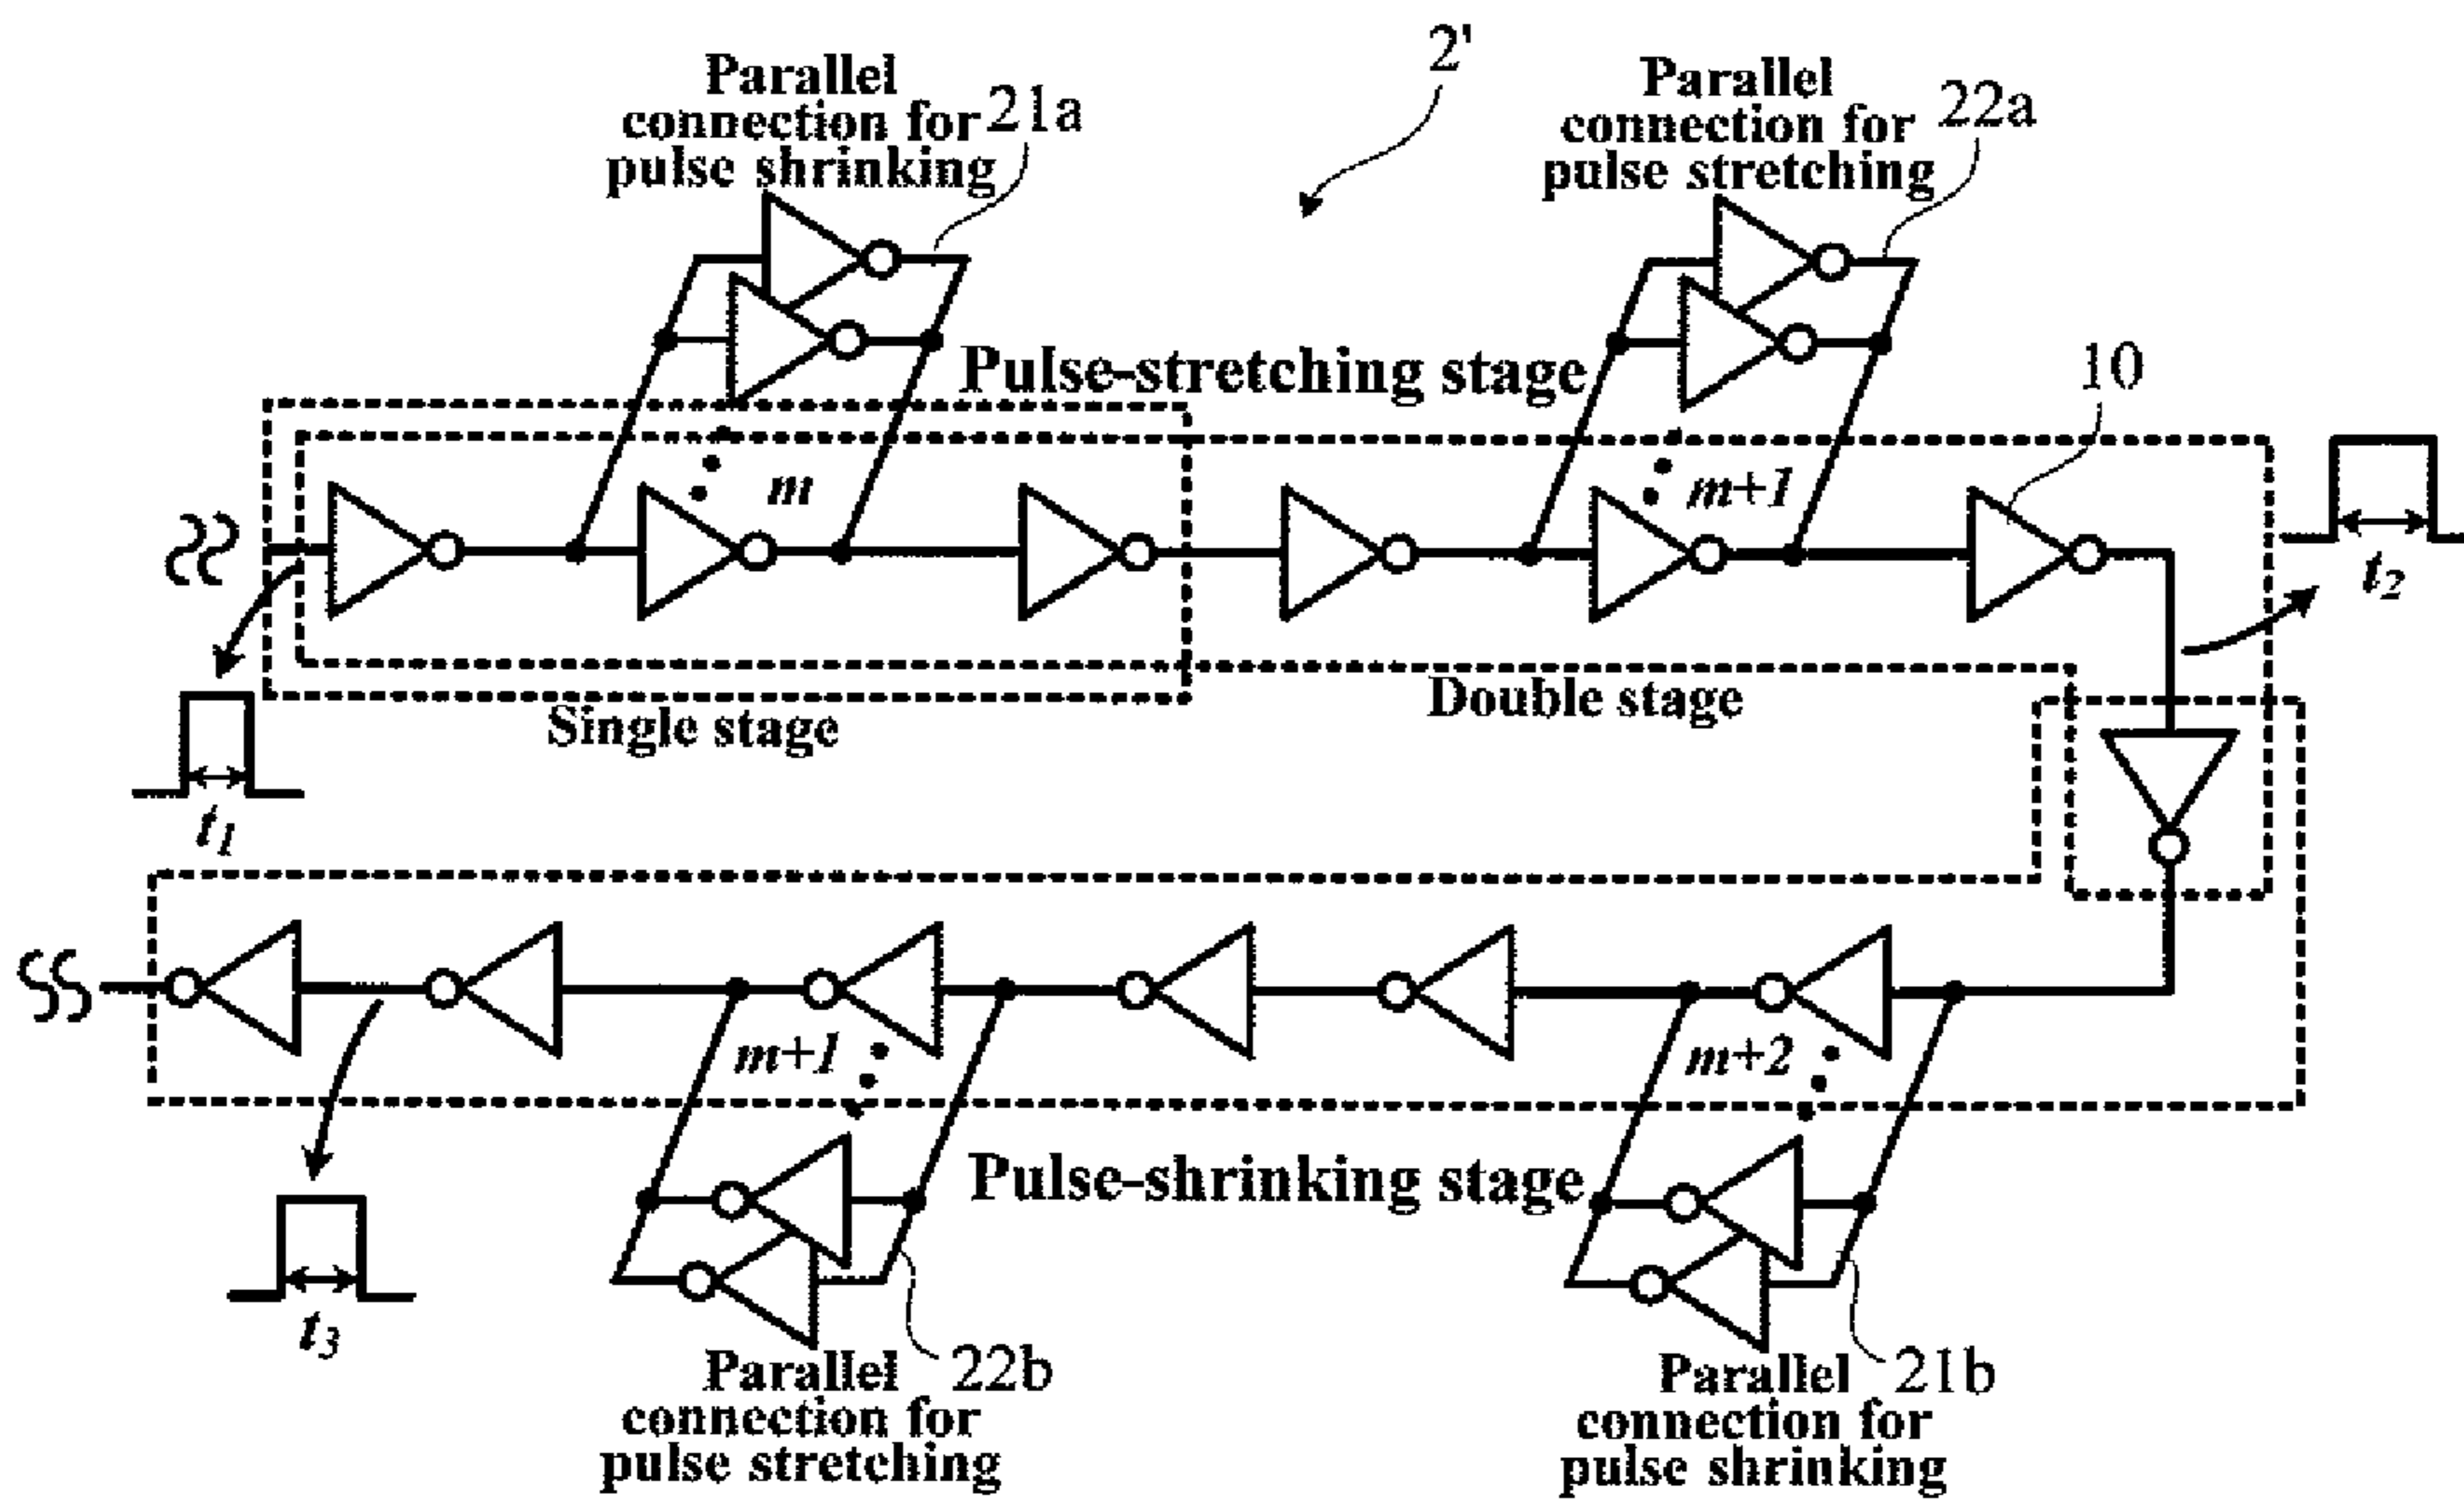 2'
Parallel
connection for
pulse shrinking
21a
Parallel
connection for
pulse stretching
22a
Pulse-stretching stage
10
m
m+1
t2
Single stage
Double stage
t1
m+1
m+2
Pulse-shrinking stage
t3
Parallel
connection for
pulse stretching
22b
Parallel
connection for
pulse shrinking
21b